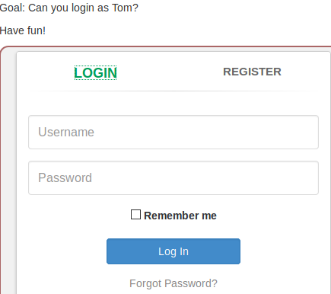 Goal: Can you login as Tom?
Have fun!
LOGIN REGISTER
Username
Password
Remember me
Log In
Forgot Password?